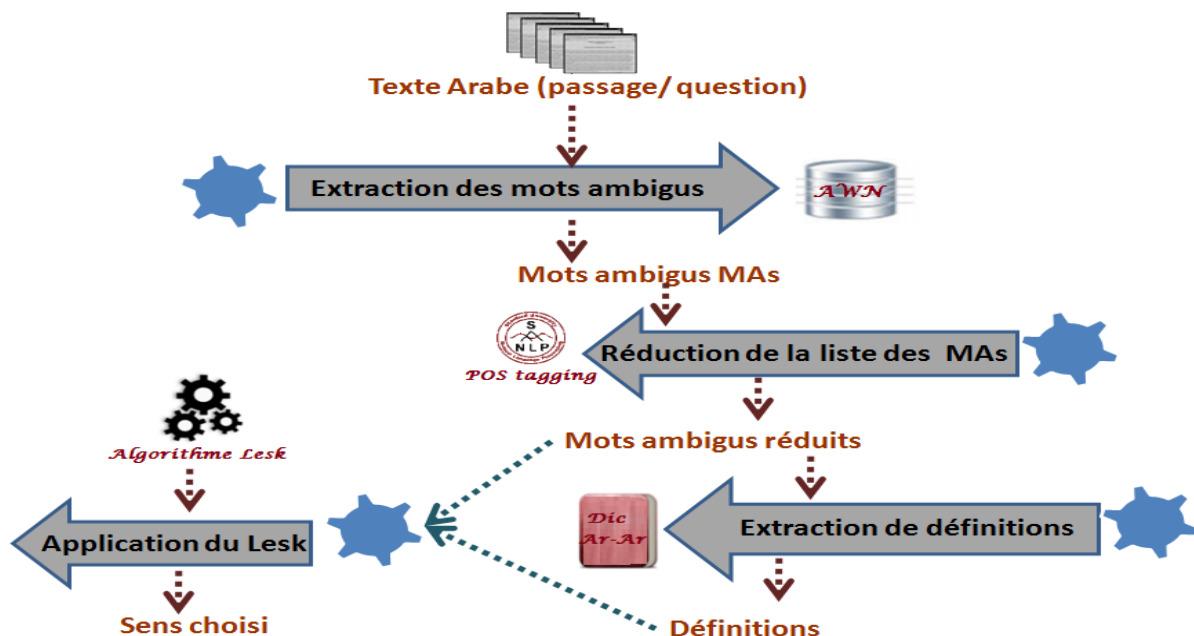 Texte Arabe (passage/ question)
Extraction des mots ambigus
AWN
Mots ambigus MAs
S
NLP
POS tagging
Réduction de la liste des MAs
Algorithme Lesk
Mots ambigus réduits
Dic
Ar-Ar
Extraction de définitions
Application du Lesk
Sens choisi
Définitions